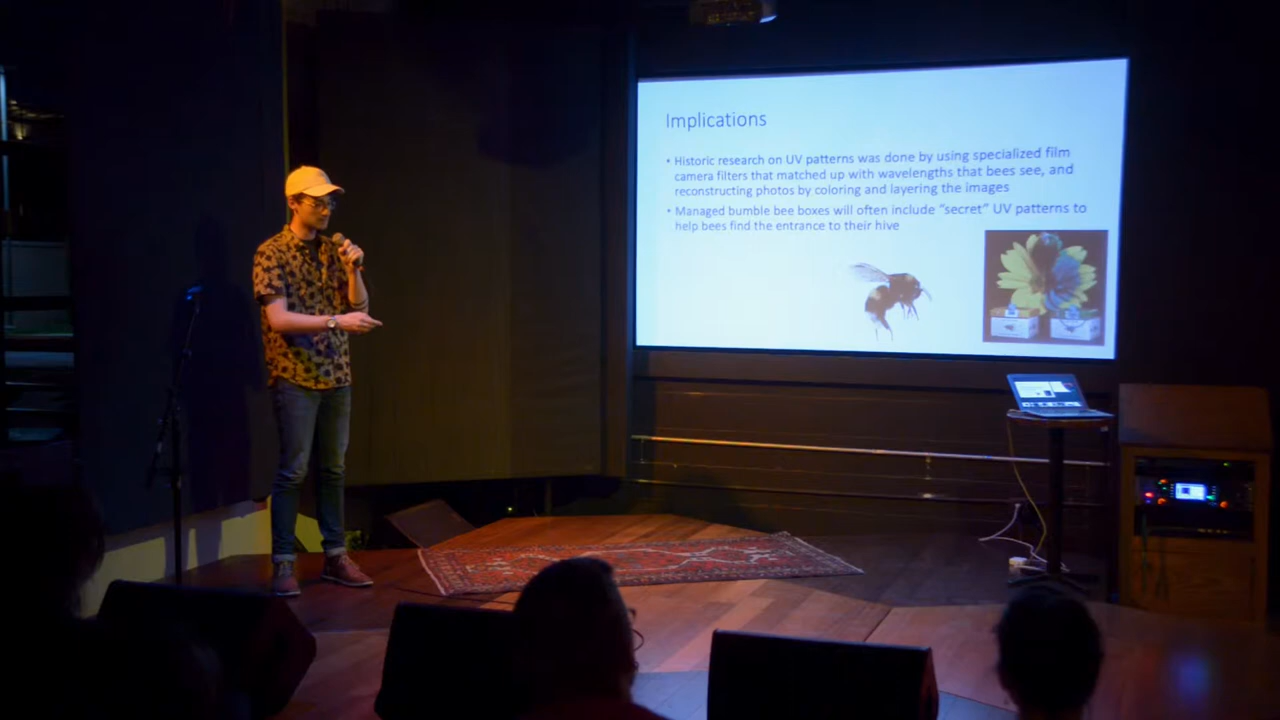 Implications
• Historic research on UV patterns was done by using specialized film
camera filters that matched up with wavelengths that bees see, and
reconstructing photos by coloring and layering the images
• Managed bumble bee boxes will often include “secret” UV patterns to
help bees find the entrance to their hive